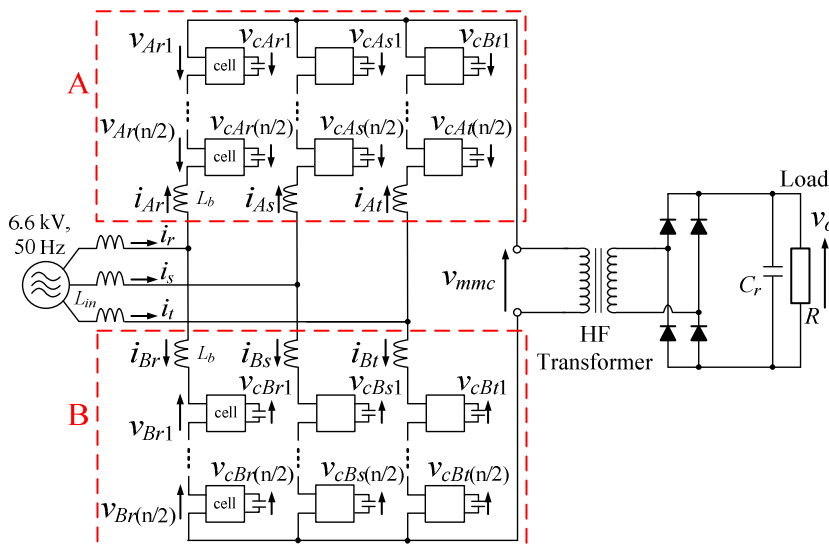 A
v_Ar1
cell
v_cAr1
v_cAs1
v_cBt1
v_Ar(n/2)
cell
v_cAr(n/2)
v_cAs(n/2)
v_cAt(n/2)
i_Ar
L_b
i_As
i_At
6.6 kV,
50 Hz
L_in
i_r
i_s
i_t
v_mmc
HF
Transformer
Load
C_r
R
v_o
B
i_Br
L_b
i_Bs
i_Bt
v_Br1
cell
v_cBr1
v_cBs1
v_cBt1
v_Br(n/2)
cell
v_cBr(n/2)
v_cBs(n/2)
v_cBt(n/2)